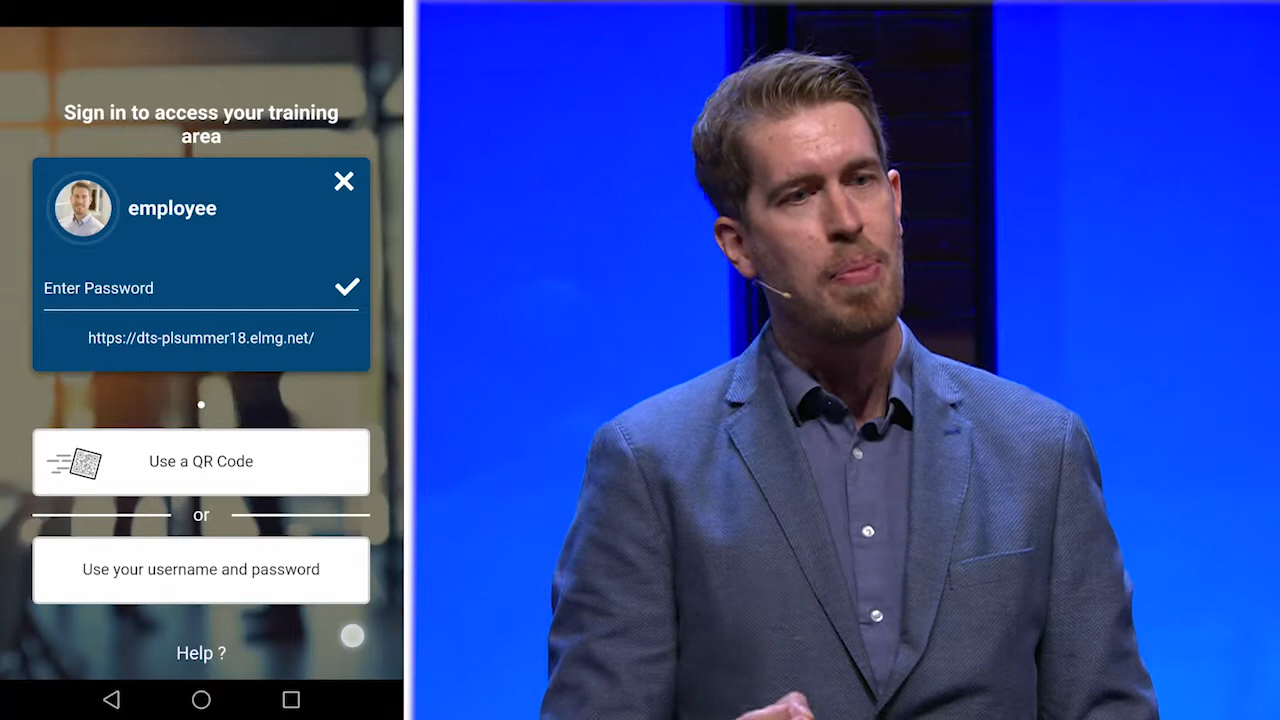 Sign in to access your training
area
employee
Enter Password
https://dts-plsummer18.elmg.net/
Use a QR Code
or
Use your username and password
Help ?